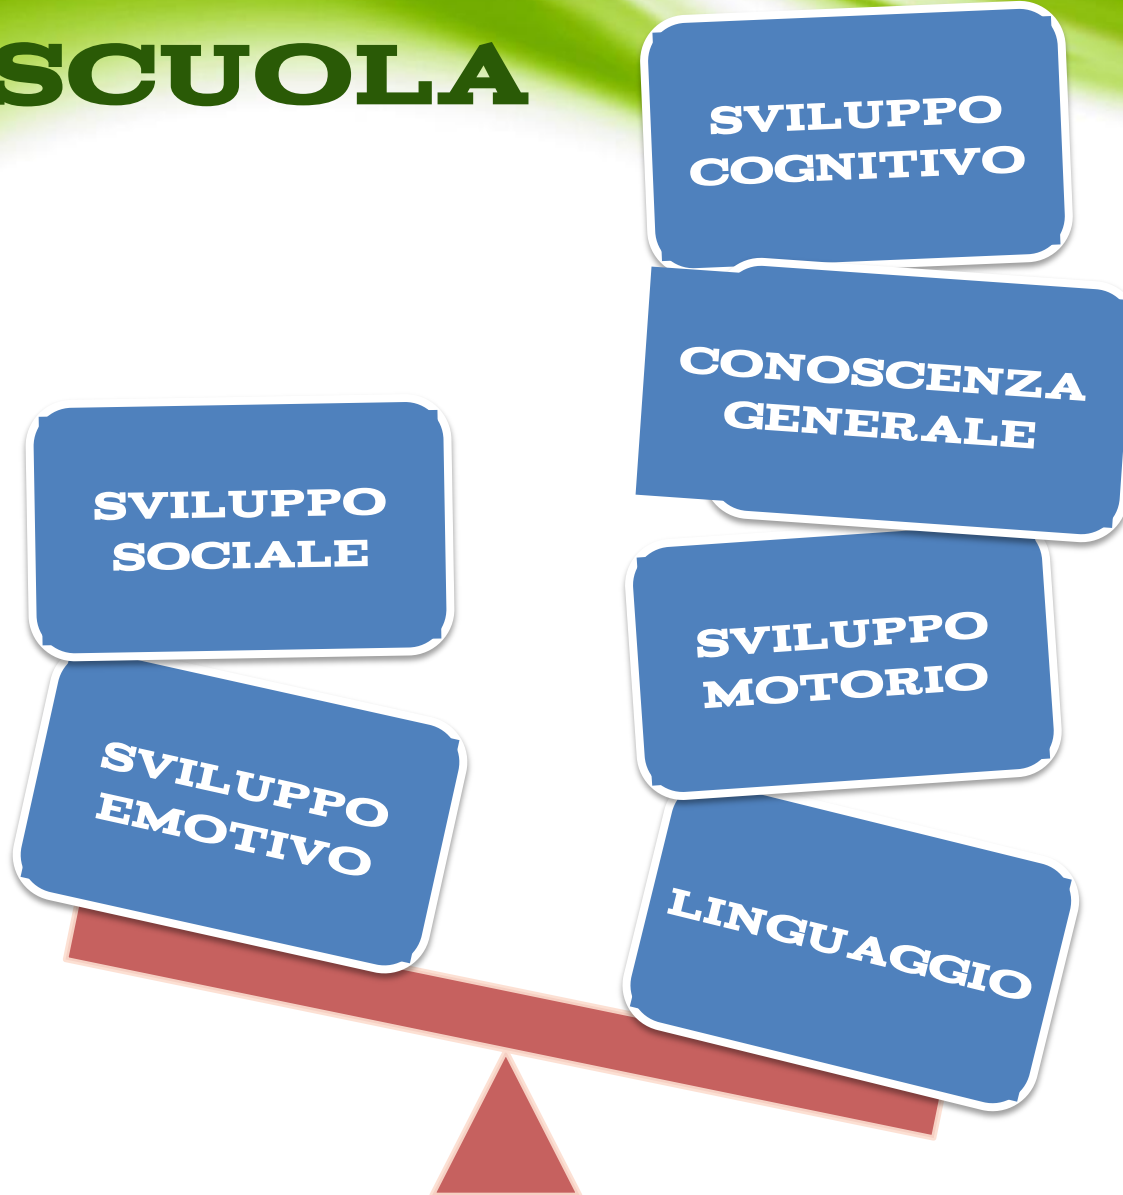 SCUOLA
SVILUPPO
SOCIALE
SVILUPPO
EMOTIVO
SVILUPPO
COGNITIVO
CONOSCENZA
GENERALE
SVILUPPO
MOTORIO
LINGUAGGIO